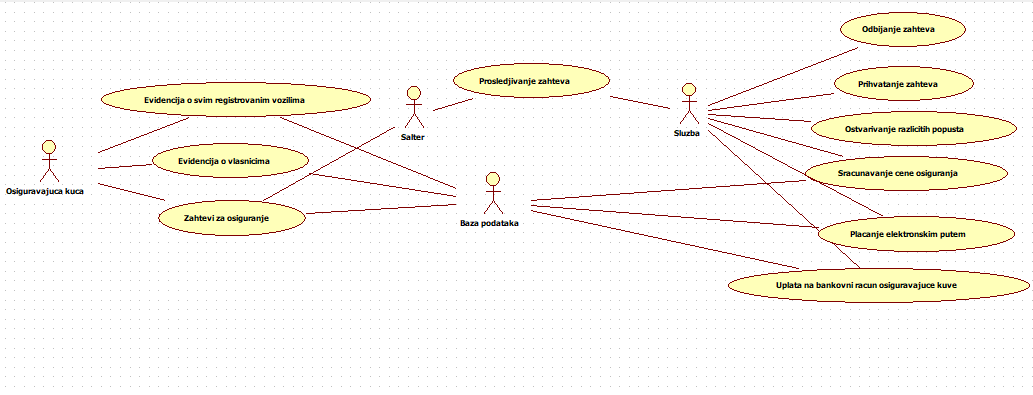 Odbijanje zahteva
Prosledjivanje zahteva
Prihvatanje zahteva
Evidencija o svim registrovanim vozilima
Salter
Sluzba
Ostvarivanje razlicitih popusta
Evidencija o vlasnicima
Osiguravajuca kuca
Sracunavanje cene osiguranja
Zahtevi za osiguranje
Baza podataka
Placanje elektronskim putem
Uplata na bankovni racun osiguravajuce kuve